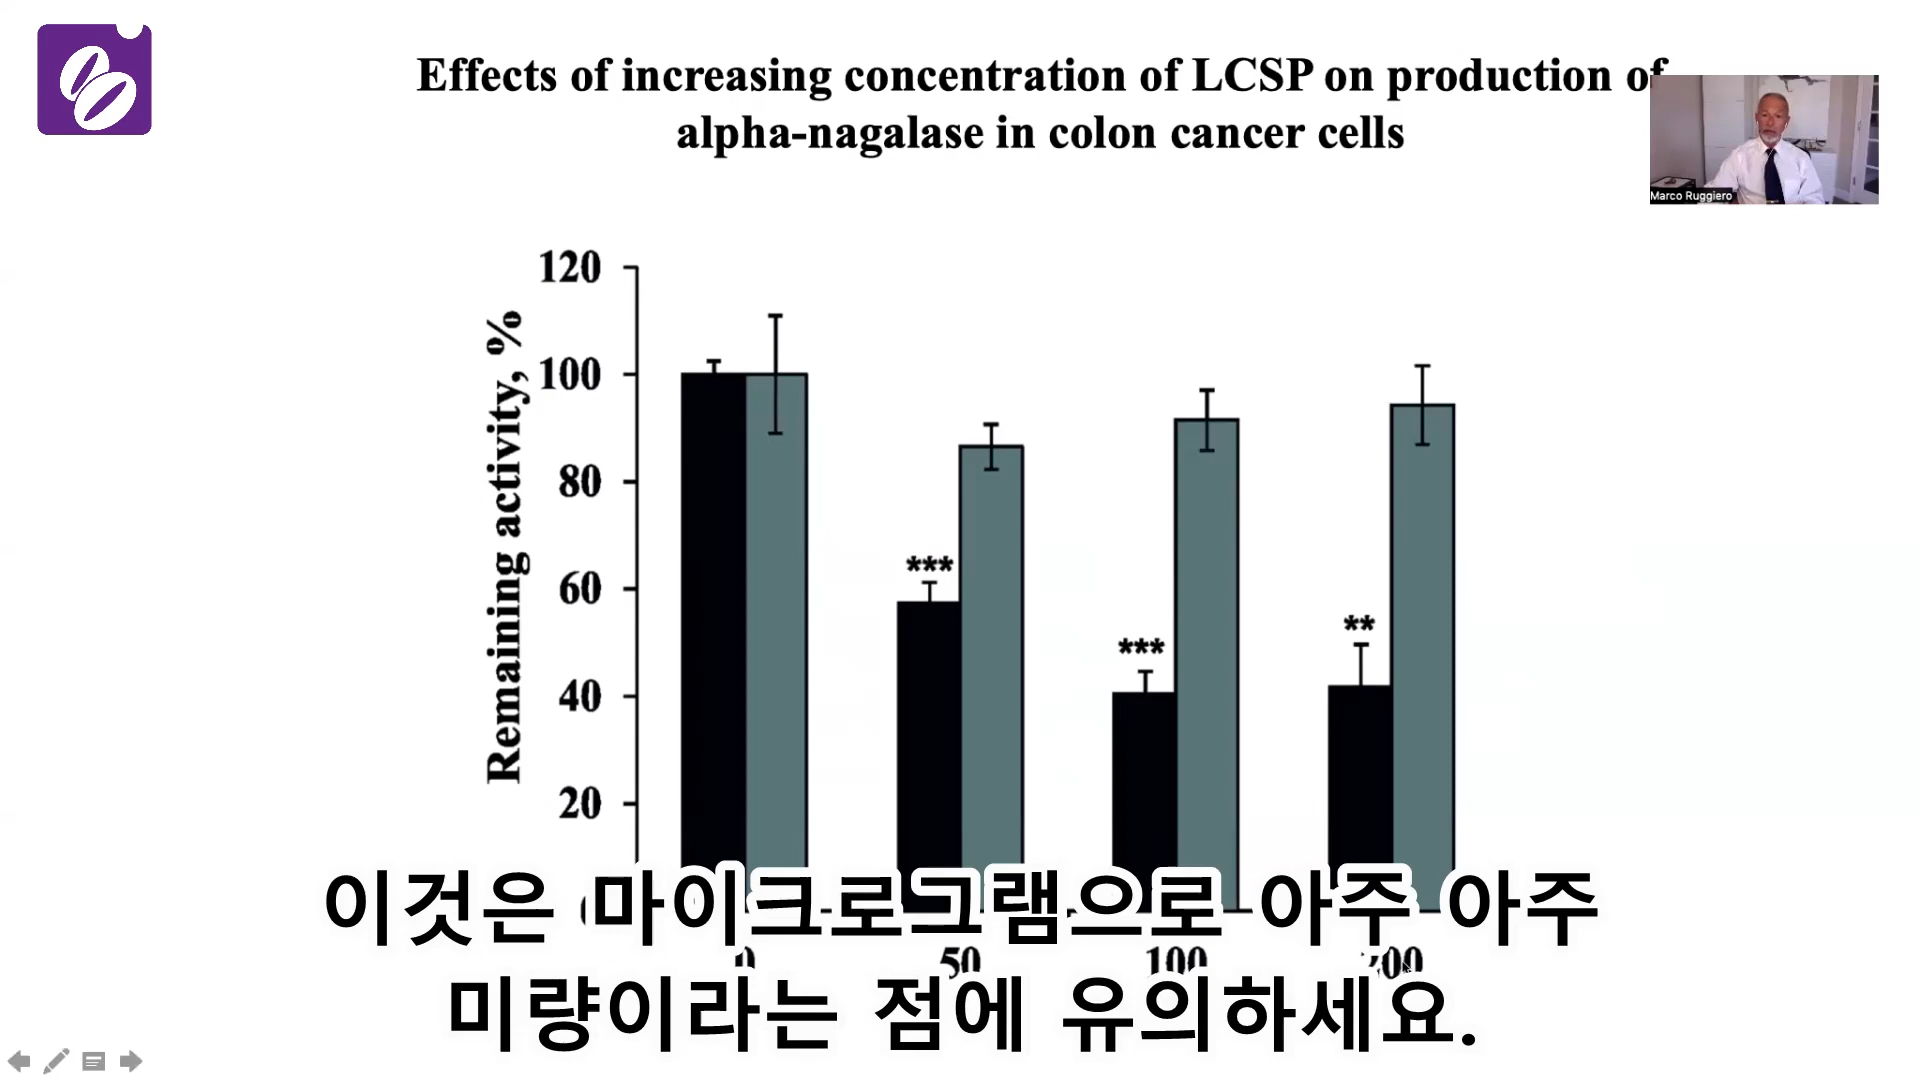 Effects of increasing concentration of LCSP on production of
alpha-nagalase in colon cancer cells
Marco Ruggiero
Remaining activity, %
120
100
80
60
40
20
***
***
**
0
50
100
200
이것은 마이크로그램으로 아주 아주
미량이라는 점에 유의하세요.